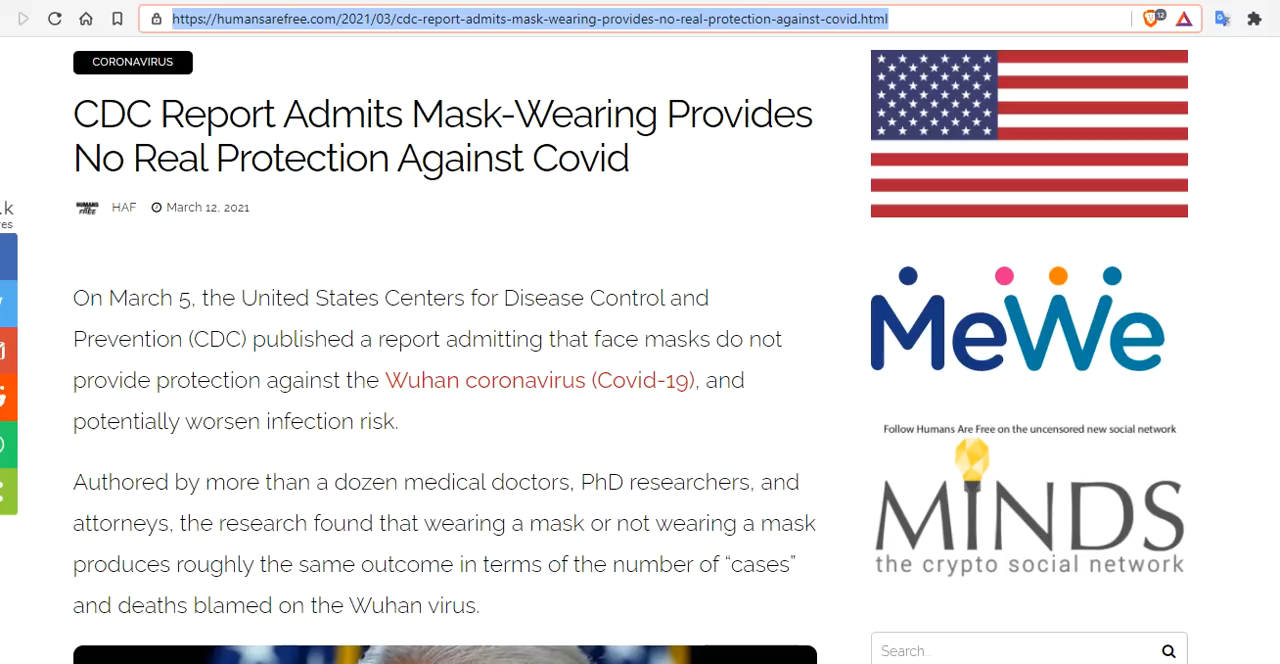 https://humansarefree.com/2021/03/cdc-report-admits-mask-wearing-provides-no-real-protection-against-covid.html
12
CORONAVIRUS
CDC Report Admits Mask-Wearing Provides
No Real Protection Against Covid
HUMANS
FREE
HAF March 12, 2021
.k
res
On March 5, the United States Centers for Disease Control and
Prevention (CDC) published a report admitting that face masks do not
provide protection against the Wuhan coronavirus (Covid-19), and
potentially worsen infection risk.
Authored by more than a dozen medical doctors, PhD researchers, and
attorneys, the research found that wearing a mask or not wearing a mask
produces roughly the same outcome in terms of the number of “cases”
and deaths blamed on the Wuhan virus.
MeWe
Follow Humans Are Free on the uncensored new social network
MINDS
the crypto social network
Search...